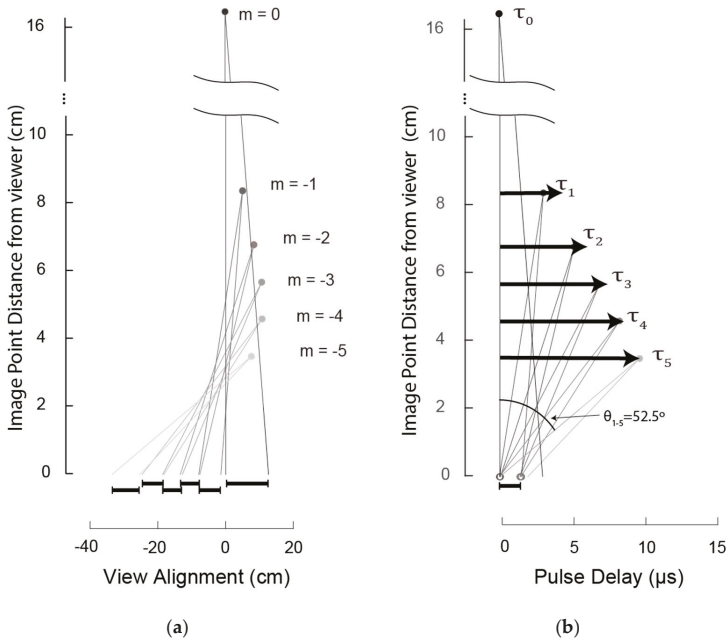 16
m = 0
...
10
8
6
4
2
0
Image Point Distance from viewer (cm)
m = -1
m = -2
m = -3
m = -4
m = -5
-40
-20
0
20
View Alignment (cm)
(a)
16
τ0
...
10
8
6
4
2
0
Image Point Distance from viewer (cm)
τ1
τ2
τ3
τ4
τ5
θ1-5=52.5º
0
5
10
15
Pulse Delay (µs)
(b)